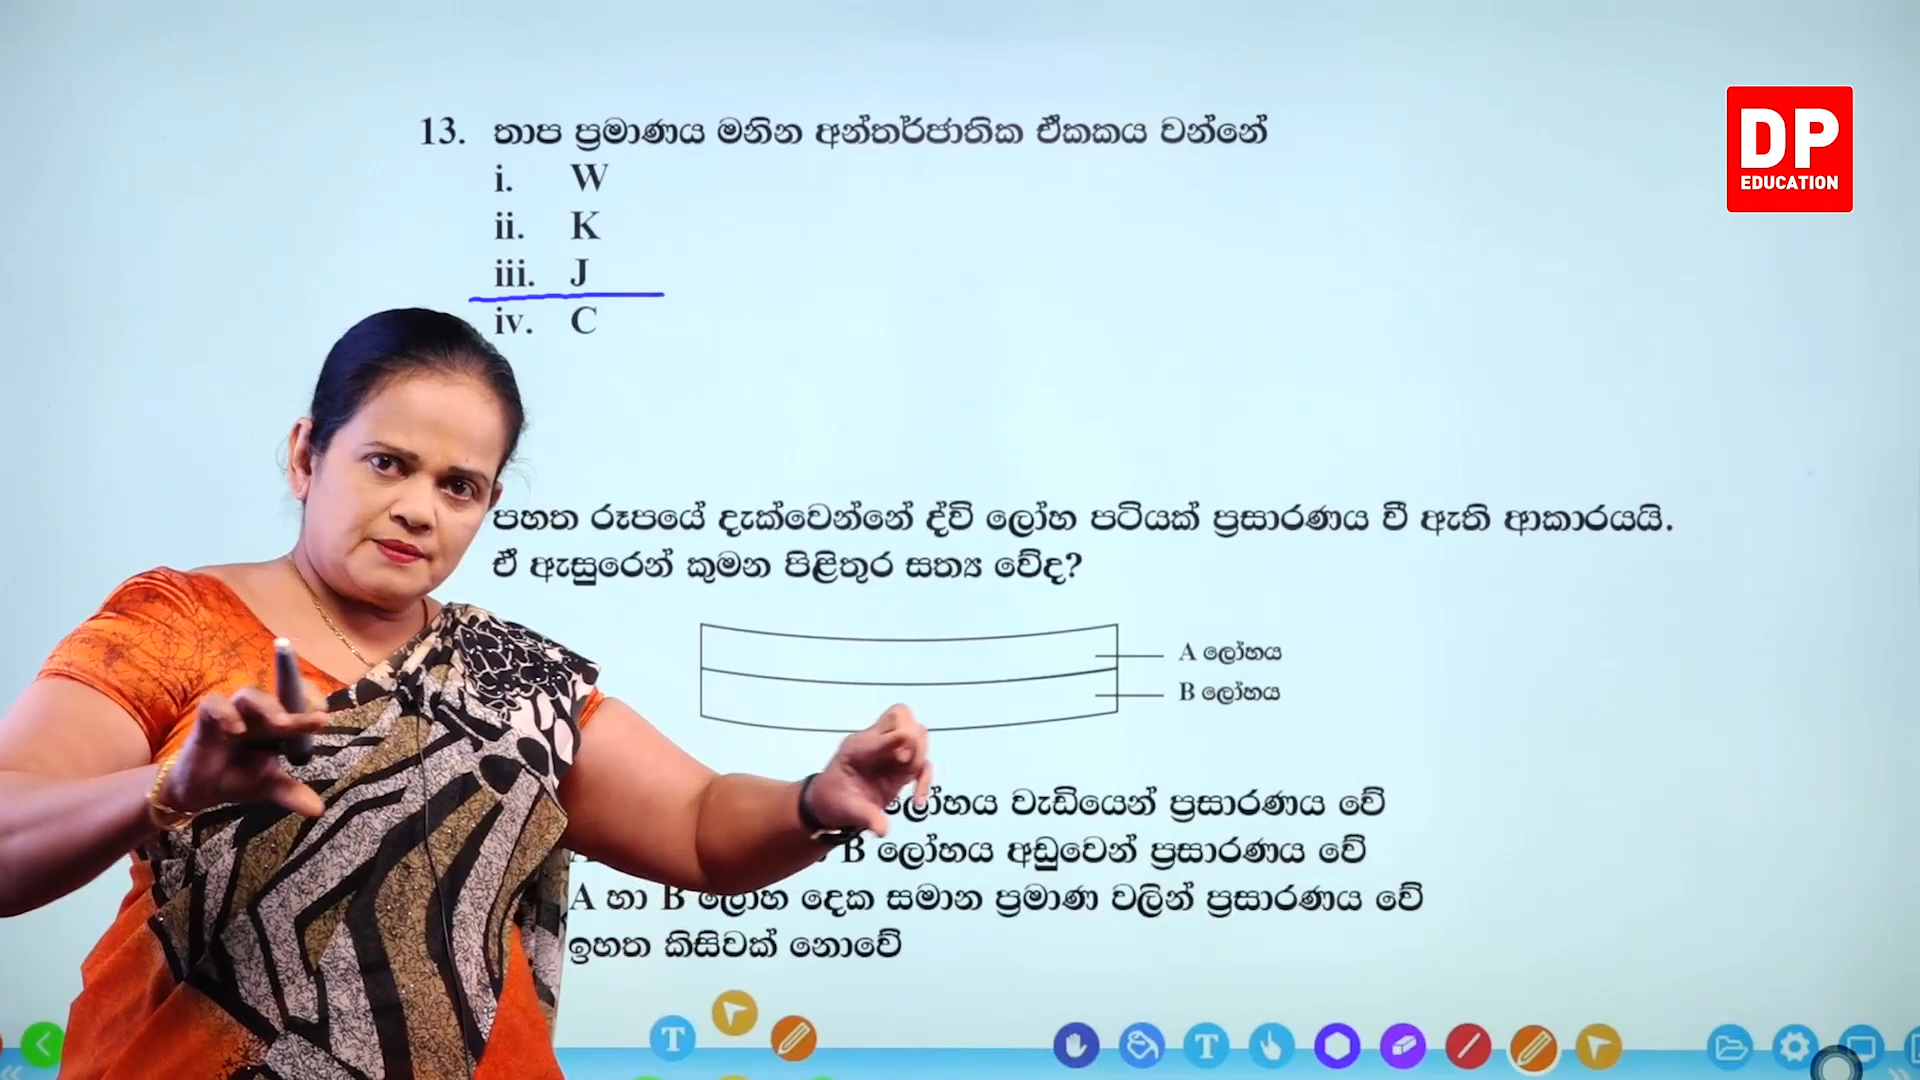 DP
EDUCATION
13. තාප ප්‍රමාණය මනින අන්තර්ජාතික ඒකකය වන්නේ
i. W
ii. K
iii. J
iv. C
පහත රූපයේ දැක්වෙන්නේ ද්වි ලෝහ පටියක් ප්‍රසාරණය වී ඇති ආකාරයයි.
ඒ ඇසුරෙන් කුමන පිළිතුර සත්‍ය වේද?
A ලෝහය
B ලෝහය
ලෝහය වැඩියෙන් ප්‍රසාරණය වේ
B ලෝහය අඩුවෙන් ප්‍රසාරණය වේ
A හා B ලෝහ දෙක සමාන ප්‍රමාණ වලින් ප්‍රසාරණය වේ
ඉහත කිසිවක් නොවේ
T
T